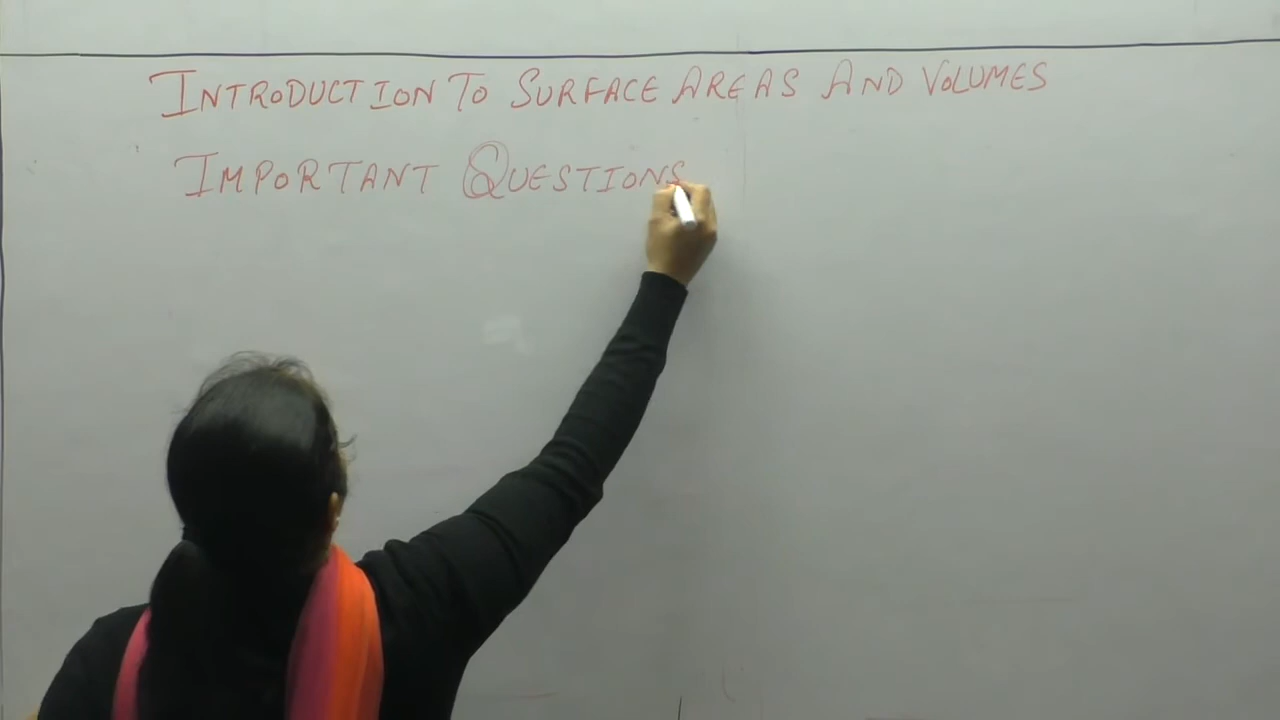 INTRODUCTION TO SURFACE AREAS AND VOLUMES
IMPORTANT QUESTIONS